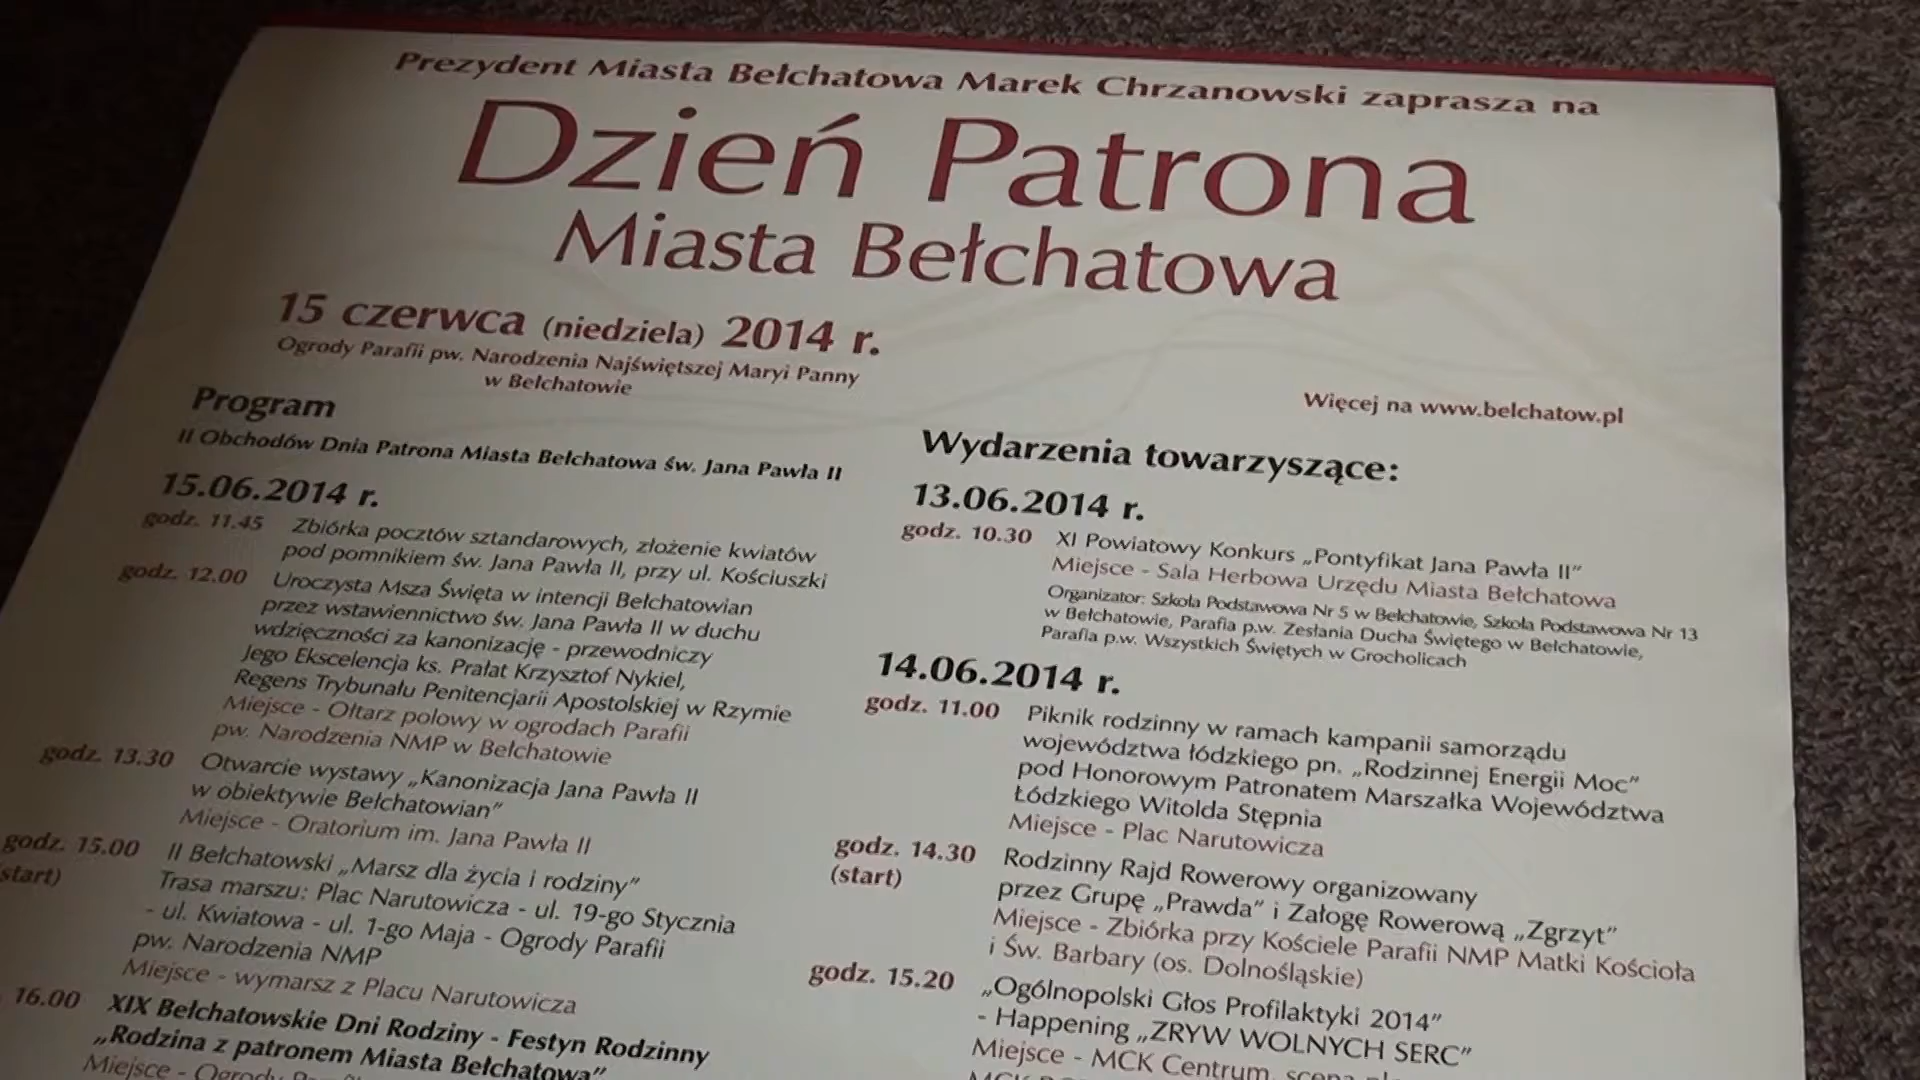 Prezydent Miasta Bełchatowa Marek Chrzanowski zaprasza na
Dzień Patrona
Miasta Bełchatowa
15 czerwca (niedziela) 2014 r.
Ogrody Parafii pw. Narodzenia Najświętszej Maryi Panny
w Bełchatowie
Więcej na www.belchatow.pl
Program
II Obchodów Dnia Patrona Miasta Bełchatowa św. Jana Pawła II
15.06.2014 r.
godz. 11.45 Zbiórka pocztów sztandarowych, złożenie kwiatów
pod pomnikiem św. Jana Pawła II, przy ul. Kościuszki
godz. 12.00 Uroczysta Msza Święta w intencji Bełchatowian
przez wstawiennictwo św. Jana Pawła II w duchu
wdzięczności za kanonizację - przewodniczy
Jego Ekscelencja ks. Prałat Krzysztof Nykiel,
Regens Trybunału Penitencjarii Apostolskiej w Rzymie
Miejsce - Ołtarz polowy w ogrodach Parafii
pw. Narodzenia NMP w Bełchatowie
godz. 13.30 Otwarcie wystawy „Kanonizacja Jana Pawła II
w obiektywie Bełchatowian”
Miejsce - Oratorium im. Jana Pawła II
godz. 15.00 II Bełchatowski „Marsz dla życia i rodziny”
start) Trasa marszu: Plac Narutowicza - ul. 19-go Stycznia
- ul. Kwiatowa - ul. 1-go Maja - Ogrody Parafii
pw. Narodzenia NMP
Miejsce - wymarsz z Placu Narutowicza
16.00 XIX Bełchatowskie Dni Rodziny - Festyn Rodzinny
„Rodzina z patronem Miasta Bełchatowa”
Miejsce - Ogrody
Wydarzenia towarzyszące:
13.06.2014 r.
godz. 10.30 XI Powiatowy Konkurs „Pontyfikat Jana Pawła II”
Miejsce - Sala Herbowa Urzędu Miasta Bełchatowa
Organizator: Szkoła Podstawowa Nr 5 w Bełchatowie, Szkoła Podstawowa Nr 13
w Bełchatowie, Parafia p.w. Zesłania Ducha Świętego w Bełchatowie,
Parafia p.w. Wszystkich Świętych w Grocholicach
14.06.2014 r.
godz. 11.00 Piknik rodzinny w ramach kampanii samorządu
województwa łódzkiego pn. „Rodzinnej Energii Moc”
pod Honorowym Patronatem Marszałka Województwa
Łódzkiego Witolda Stępnia
Miejsce - Plac Narutowicza
godz. 14.30 Rodzinny Rajd Rowerowy organizowany
(start) przez Grupę „Prawda” i Załogę Rowerową „Zgrzyt”
Miejsce - Zbiórka przy Kościele Parafii NMP Matki Kościoła
i Św. Barbary (os. Dolnośląskie)
godz. 15.20 „Ogólnopolski Głos Profilaktyki 2014”
- Happening „ZRYW WOLNYCH SERC”
Miejsce - MCK Centrum, scena
MCK